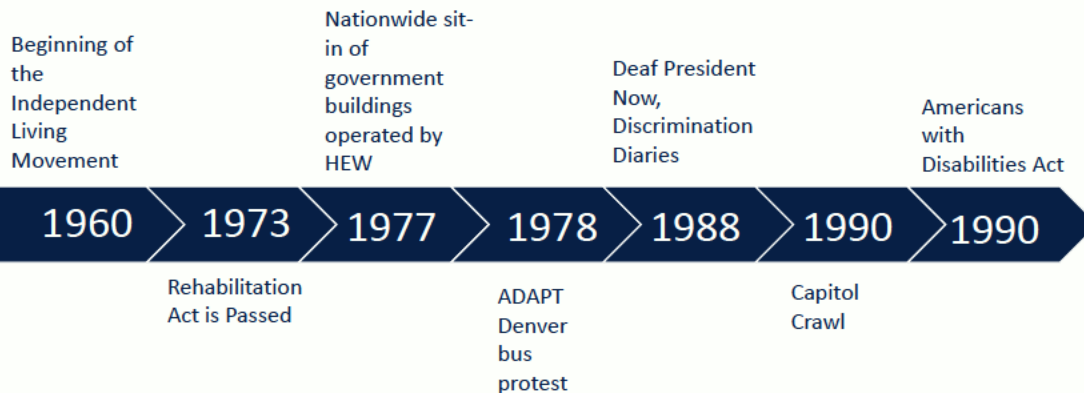 Beginning of
the
Independent
Living
Movement
Nationwide sit-
in of
government
buildings
operated by
HEW
Deaf President
Now,
Discrimination
Diaries
Americans
with
Disabilities Act
1960
1973
1977
1978
1988
1990
1990
Rehabilitation
Act is Passed
ADAPT
Denver
bus
protest
Capitol
Crawl